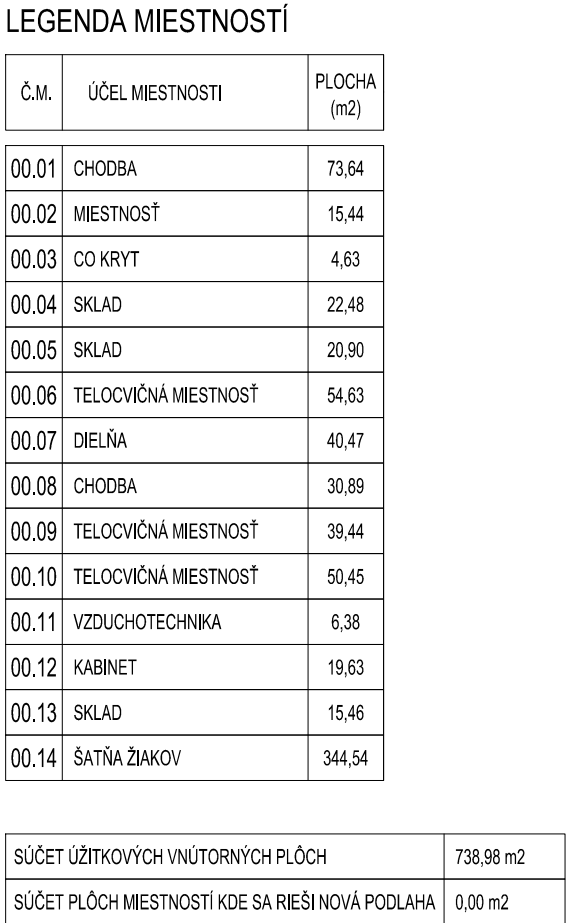 LEGENDA MIESTNOSTÍ
Č.M. ÚČEL MIESTNOSTI PLOCHA (m2)
00.01 CHODBA 73,64
00.02 MIESTNOSŤ 15,44
00.03 CO KRYT 4,63
00.04 SKLAD 22,48
00.05 SKLAD 20,90
00.06 TELOCVIČNÁ MIESTNOSŤ 54,63
00.07 DIELŇA 40,47
00.08 CHODBA 30,89
00.09 TELOCVIČNÁ MIESTNOSŤ 39,44
00.10 TELOCVIČNÁ MIESTNOSŤ 50,45
00.11 VZDUCHOTECHNIKA 6,38
00.12 KABINET 19,63
00.13 SKLAD 15,46
00.14 ŠATŇA ŽIAKOV 344,54
SÚČET ÚŽITKOVÝCH VNÚTORNÝCH PLÔCH 738,98 m2
SÚČET PLÔCH MIESTNOSTÍ KDE SA RIEŠI NOVÁ PODLAHA 0,00 m2